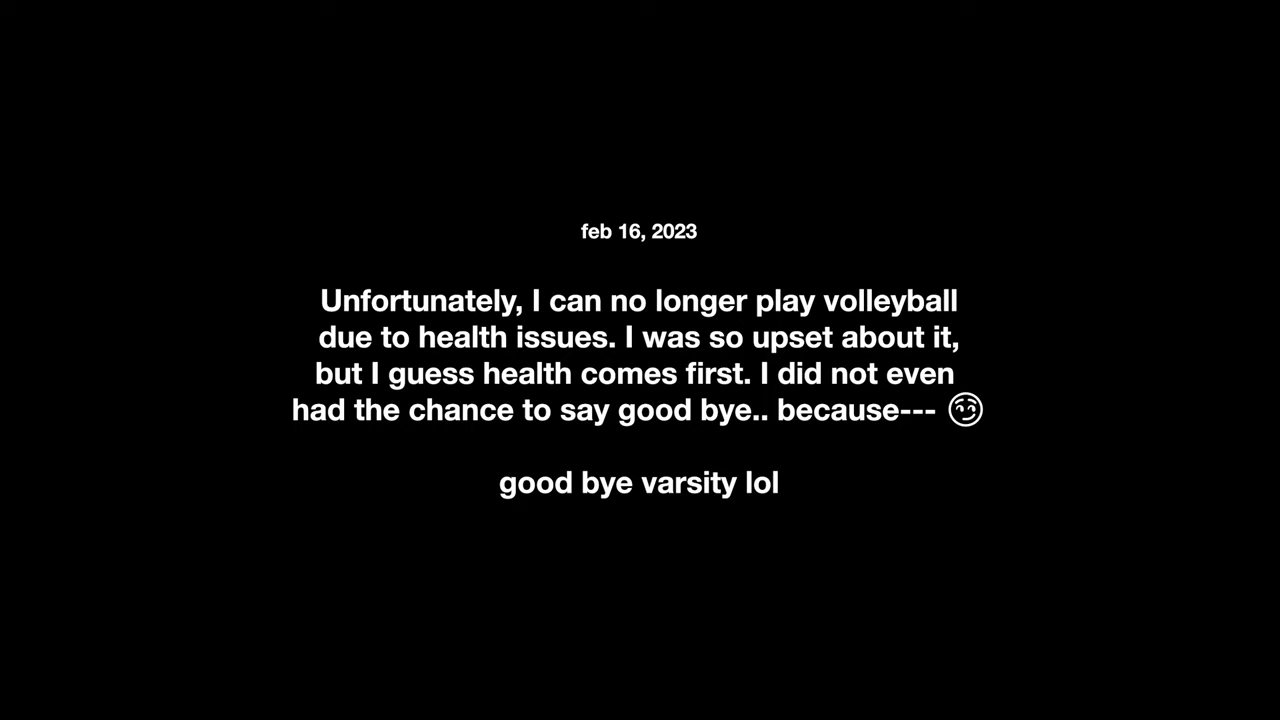 feb 16, 2023
Unfortunately, I can no longer play volleyball
due to health issues. I was so upset about it,
but I guess health comes first. I did not even
had the chance to say good bye.. because--- 😏
good bye varsity lol